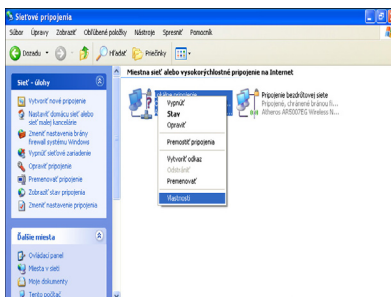 Sieťové pripojenia
Súbor Úpravy Zobraziť Obľúbené položky Nástroje Spresniť Pomocník
Dozadu Hľadať Priečinky
Sieť - úlohy
Vytvoriť nové pripojenie
Nastaviť domácu sieť alebo
sieť malej kancelárie
Zmeniť nastavenia brány
firewall systému Windows
Vypnúť sieťové zariadenie
Opraviť pripojenie
Premenovať pripojenie
Zobraziť stav pripojenia
Zmeniť nastavenie pripojenia
Ďalšie miesta
Ovládací panel
Miesta v sieti
Moje dokumenty
Tento počítač
Miestna sieť alebo vysokorýchlostné pripojenie na Internet
pripojenie
Vypnúť
Stav
Opraviť
Premostiť pripojenia
Vytvoriť odkaz
Odstrániť
Premenovať
Vlastnosti
Pripojenie bezdrôtovej siete
Pripojené, chránené bránou fi...
Atheros AR5007EG Wireless N...